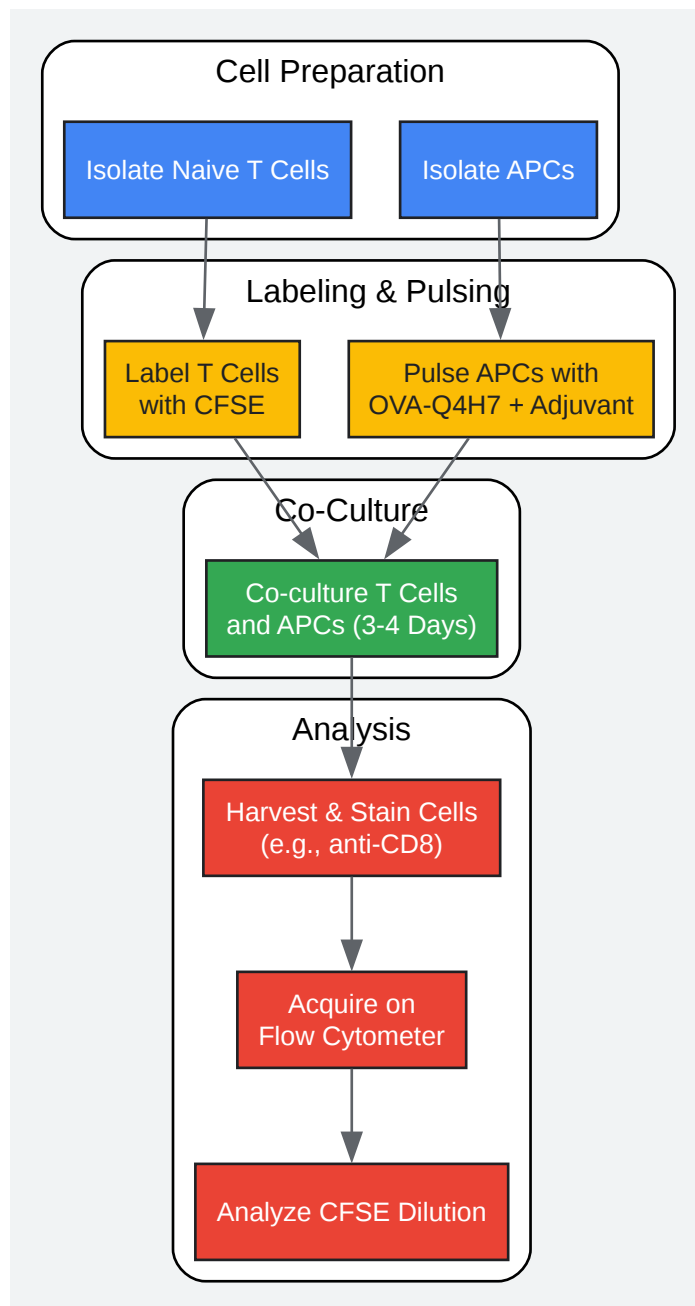 Cell Preparation
Isolate Naive T Cells
Isolate APCs
Labeling & Pulsing
Label T Cells
with CFSE
Pulse APCs with
OVA-Q4H7 + Adjuvant
Co-Culture
Co-culture T Cells
and APCs (3-4 Days)
Analysis
Harvest & Stain Cells
(e.g., anti-CD8)
Acquire on
Flow Cytometer
Analyze CFSE Dilution